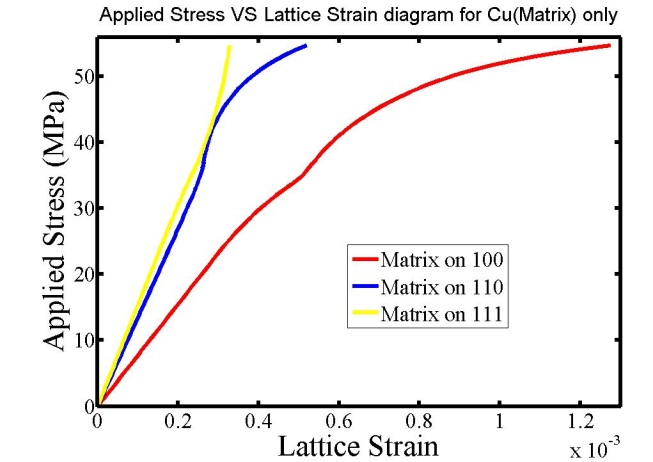 Applied Stress VS Lattice Strain diagram for Cu(Matrix) only
Applied Stress (MPa)
50
40
30
20
10
0
Matrix on 100
Matrix on 110
Matrix on 111
0 0.2 0.4 0.6 0.8 1 1.2
Lattice Strain
x 10⁻³